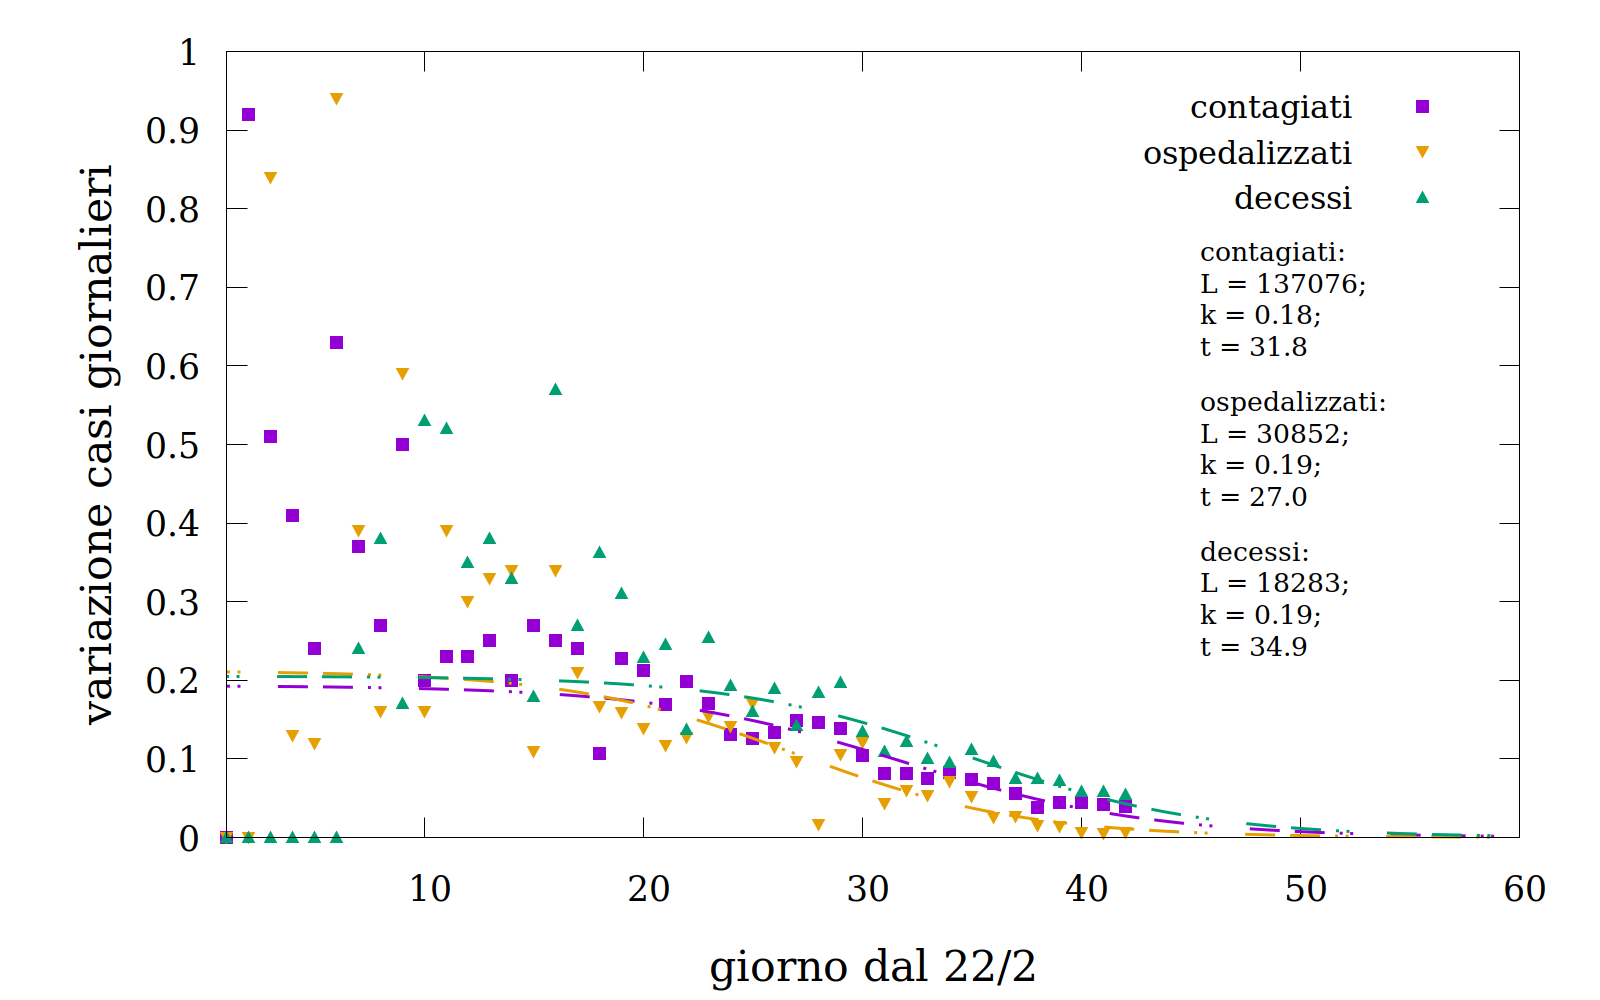 variazione casi giornalieri
1
0.9
0.8
0.7
0.6
0.5
0.4
0.3
0.2
0.1
0
contagiati
ospedalizzati
decessi
contagiati:
L = 137076;
k = 0.18;
t = 31.8
ospedalizzati:
L = 30852;
k = 0.19;
t = 27.0
decessi:
L = 18283;
k = 0.19;
t = 34.9
10 20 30 40 50 60
giorno dal 22/2